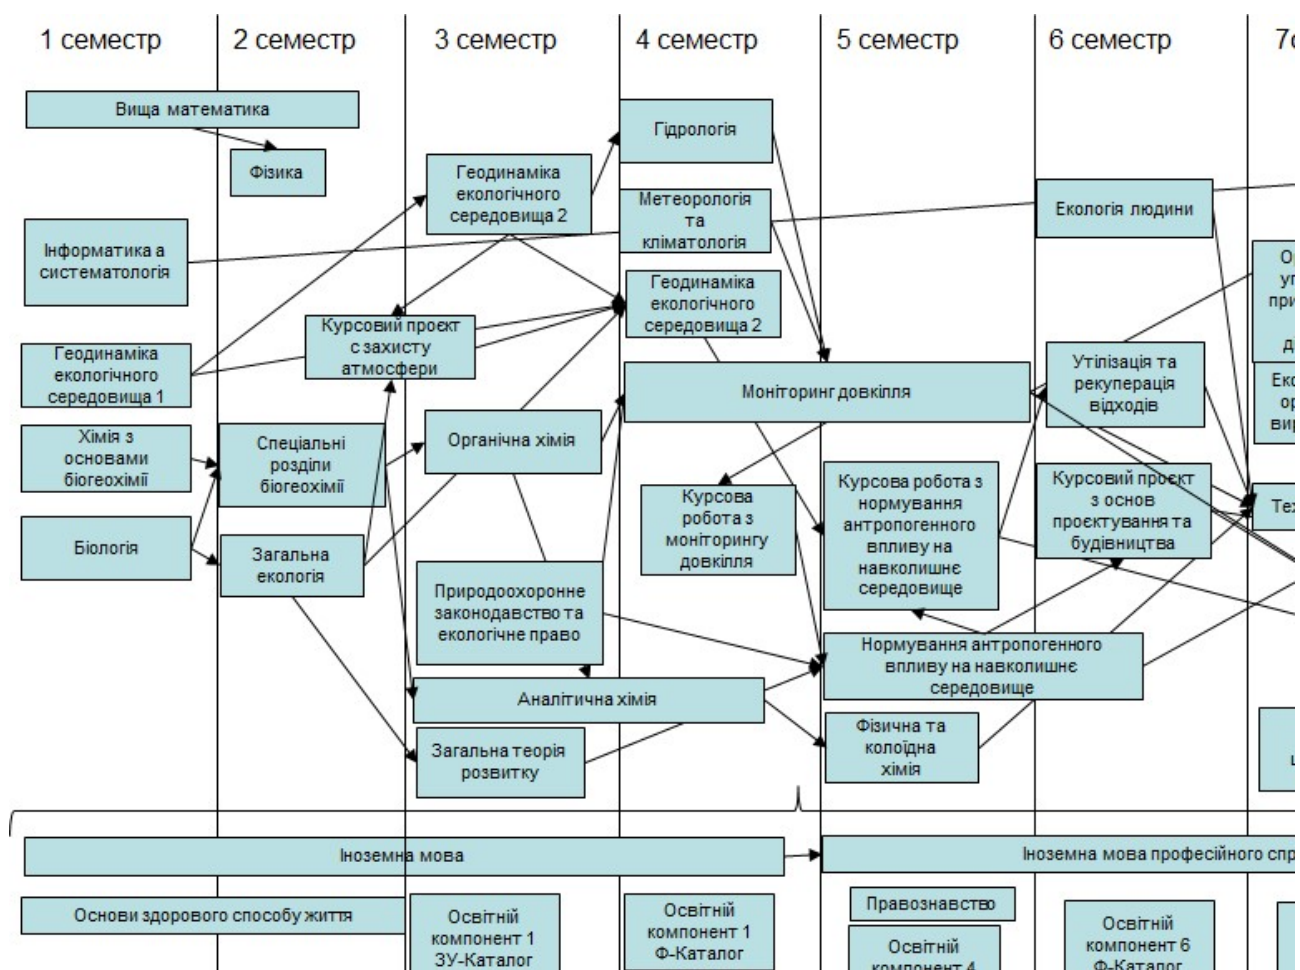 1 семестр
2 семестр
3 семестр
4 семестр
5 семестр
6 семестр
Вища математика
Фізика
Інформатика а
систематологія
Геодинаміка
екологічного
середовища 1
Хімія з
основами
біогеохімії
Біологія
Спеціальні
розділи
біогеохімії
Загальна
екологія
Курсовий проєкт
с захисту
атмосфери
Геодинаміка
екологічного
середовища 2
Органічна хімія
Природоохоронне
законодавство та
екологічне право
Аналітична хімія
Загальна теорія
розвитку
Гідрологія
Метеорологія
та
кліматологія
Геодинаміка
екологічного
середовища 2
Моніторинг довкілля
Курсова
робота з
моніторингу
довкілля
Курсова робота з
нормування
антропогенного
впливу на
навколишнє
середовище
Нормування антропогенного
впливу на навколишнє
середовище
Фізична та
колоїдна
хімія
Екологія людини
Утілізація та
рекуперація
відходів
Курсовий проєкт
з основ
проєктування та
будівництва
Іноземна мова
Іноземна мова професійного
Основи здорового способу життя
Освітній
компонент 1
ЗУ-Каталог
Освітній
компонент 1
Ф-Каталог
Правознавство
Освітній
компонент 4
Освітній
компонент 6
Ф-Каталог